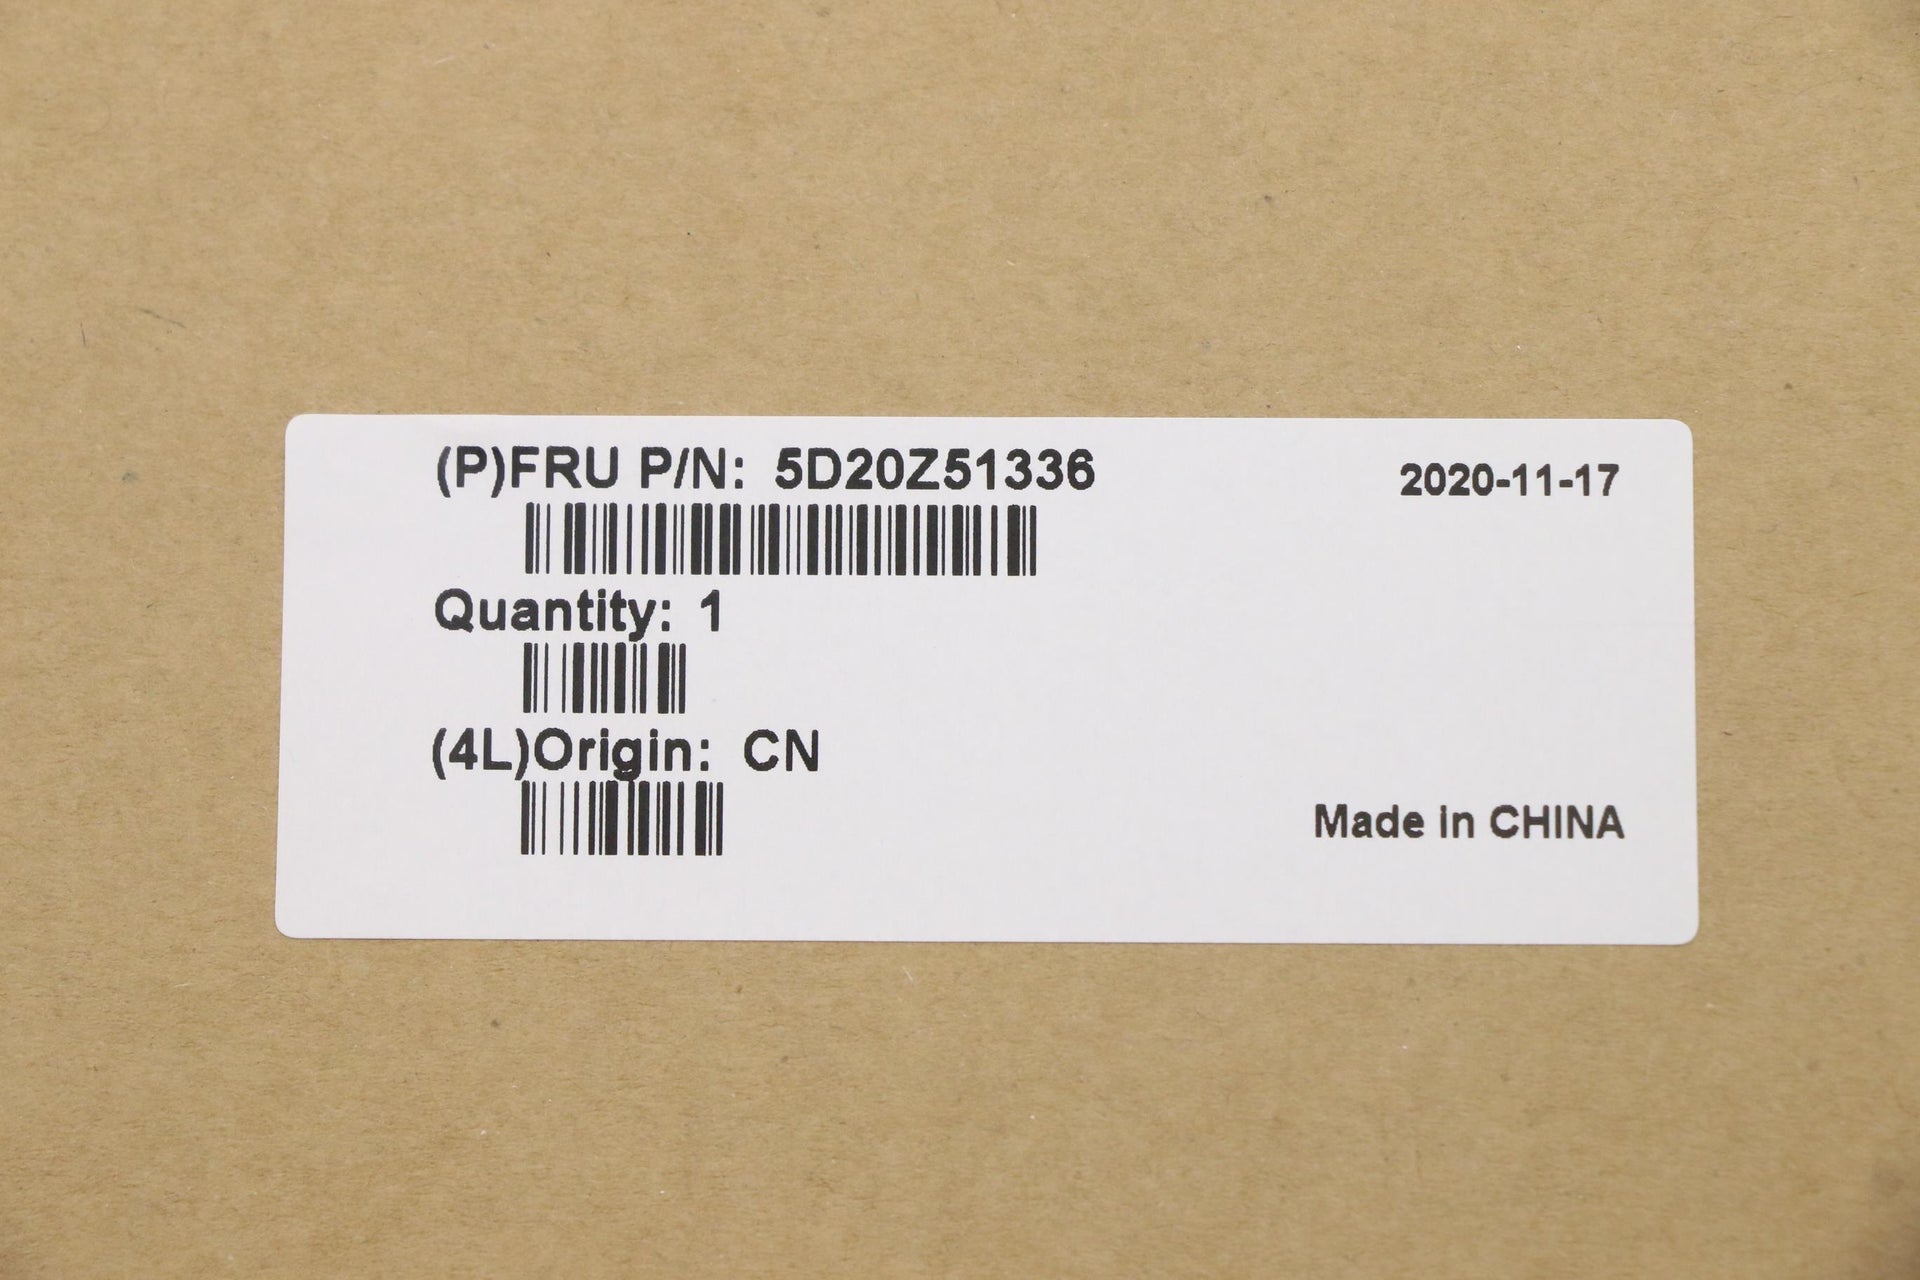 (P)FRU P/N: 5D20Z51336
2020-11-17
Quantity: 1
(4L)Origin: CN
Made in CHINA